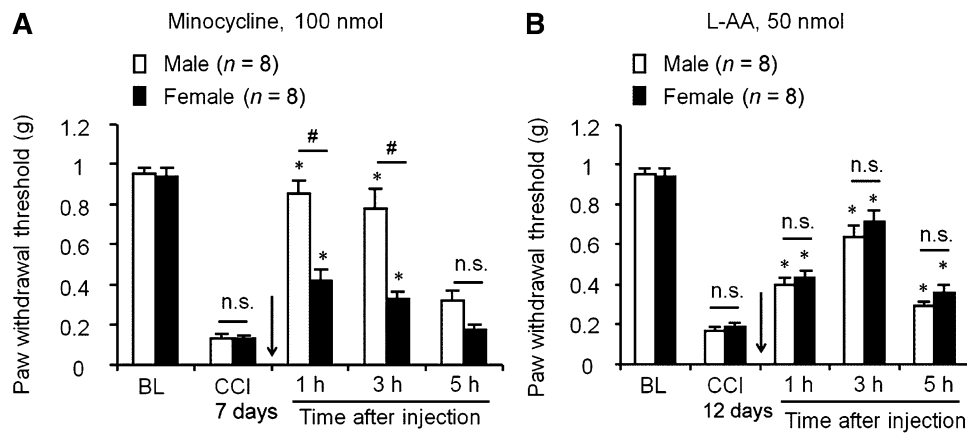 A
Minocycline, 100 nmol
Male (n = 8)
Female (n = 8)
Paw withdrawal threshold (g)
1.2
1
0.8
0.6
0.4
0.2
0
n.s.
#
*
*
#
*
*
n.s.
BL
CCI
7 days
1 h
3 h
5 h
Time after injection
B
L-AA, 50 nmol
Male (n = 8)
Female (n = 8)
Paw withdrawal threshold (g)
1.2
1
0.8
0.6
0.4
0.2
0
n.s.
n.s.
* *
n.s.
* *
n.s.
* *
BL
CCI
12 days
1 h
3 h
5 h
Time after injection